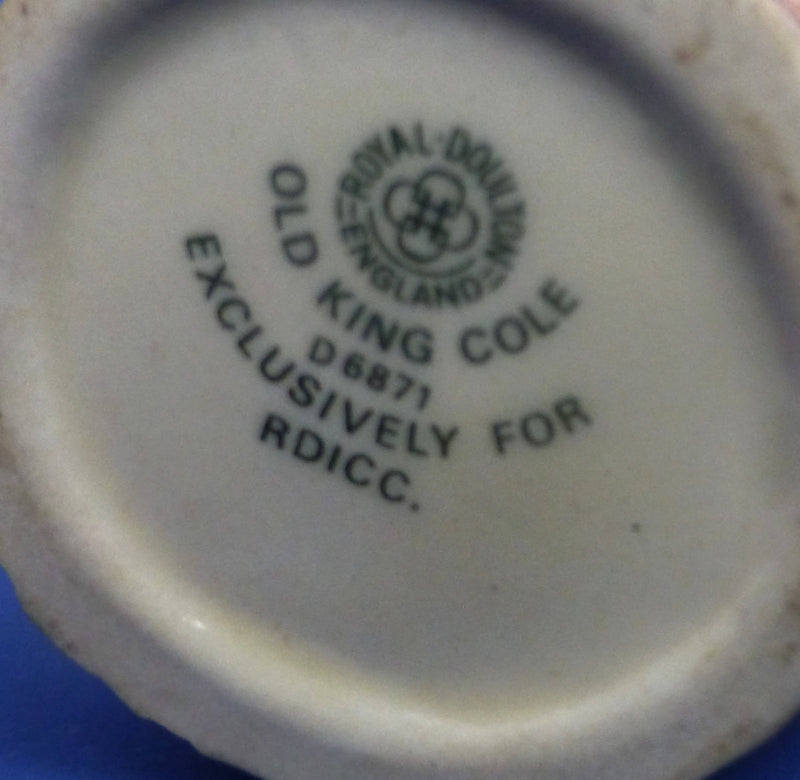 ROYAL·DOULTON
ENGLAND
OLD KING COLE
D6871
EXCLUSIVELY FOR
RDICC.